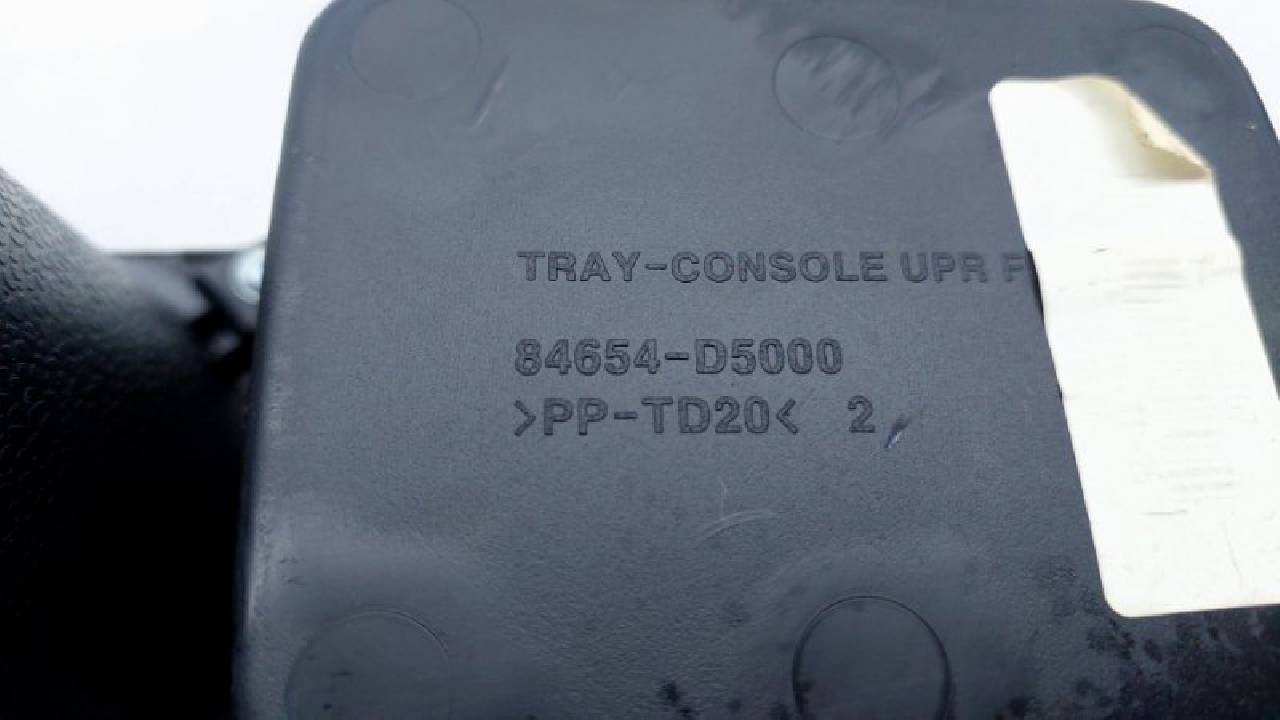 TRAY-CONSOLE UPR F
84654-D5000
>PP-TD20< 2